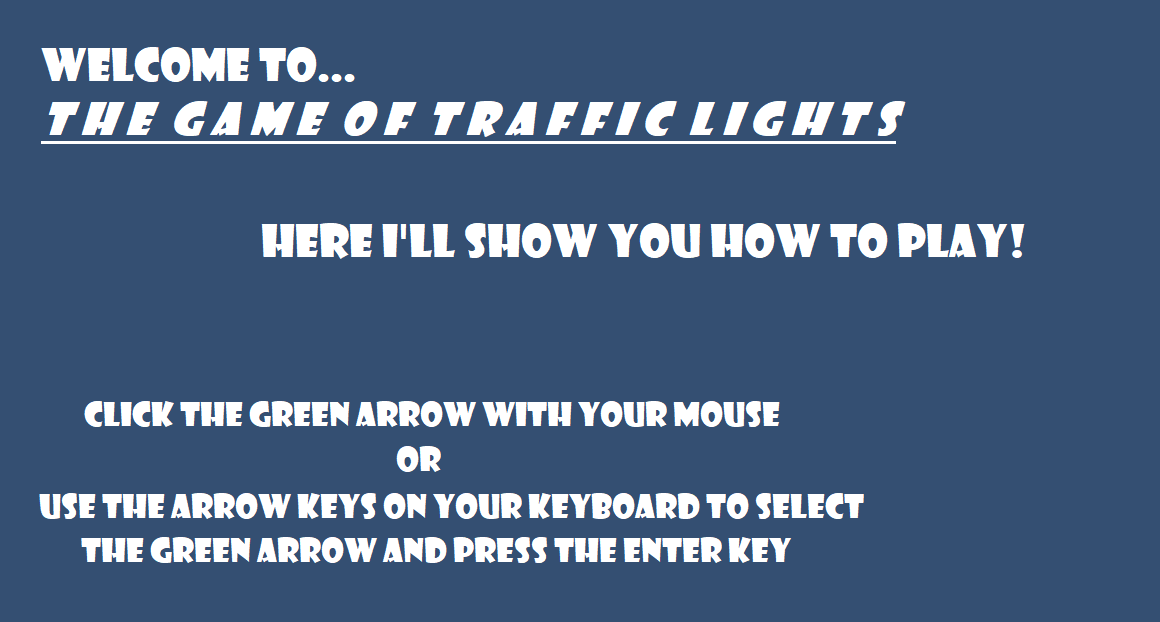 WELCOME TO...
THE GAME OF TRAFFIC LIGHTS
HERE I'LL SHOW YOU HOW TO PLAY!
CLICK THE GREEN ARROW WITH YOUR MOUSE
OR
USE THE ARROW KEYS ON YOUR KEYBOARD TO SELECT
THE GREEN ARROW AND PRESS THE ENTER KEY